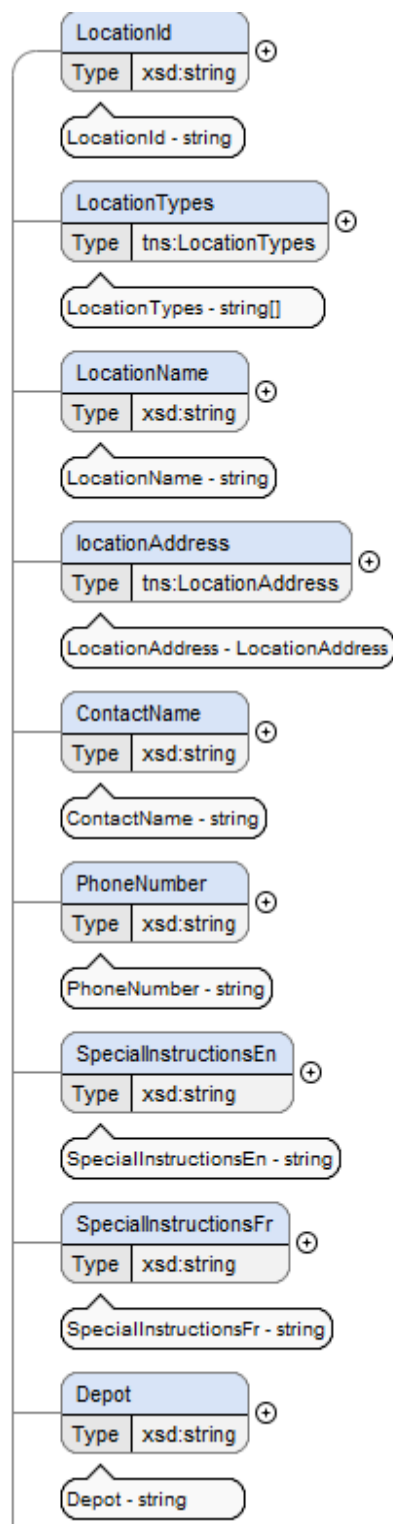 LocationId
Type xsd:string
LocationId - string
LocationTypes
Type tns:LocationTypes
LocationTypes - string[]
LocationName
Type xsd:string
LocationName - string
locationAddress
Type tns:LocationAddress
LocationAddress - LocationAddress
ContactName
Type xsd:string
ContactName - string
PhoneNumber
Type xsd:string
PhoneNumber - string
SpecialInstructionsEn
Type xsd:string
SpecialInstructionsEn - string
SpecialInstructionsFr
Type xsd:string
SpecialInstructionsFr - string
Depot
Type xsd:string
Depot - string